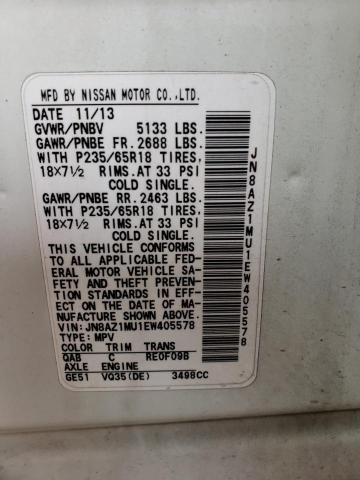 MFD BY NISSAN MOTOR CO.,LTD.
DATE 11/13
GVWR/PNBV 5133 LBS.
GAWR/PNBE FR. 2688 LBS.
WITH P235/65R18 TIRES,
18×7½ RIMS.AT 33 PSI
COLD SINGLE.
GAWR/PNBE RR. 2463 LBS.
WITH P235/65R18 TIRES,
18×7½ RIMS.AT 33 PSI
COLD SINGLE.
THIS VEHICLE CONFORMS
TO ALL APPLICABLE FED-
ERAL MOTOR VEHICLE SA-
FETY AND THEFT PREVEN-
TION STANDARDS IN EFF-
ECT ON THE DATE OF MA-
NUFACTURE SHOWN ABOVE.
VIN:JN8AZ1MU1EW405578
TYPE: MPV
COLOR TRIM TRANS
QAB C RE0F09B
AXLE ENGINE
GE51 VQ35(DE) 3498CC
JN8AZ1MU1EW405578